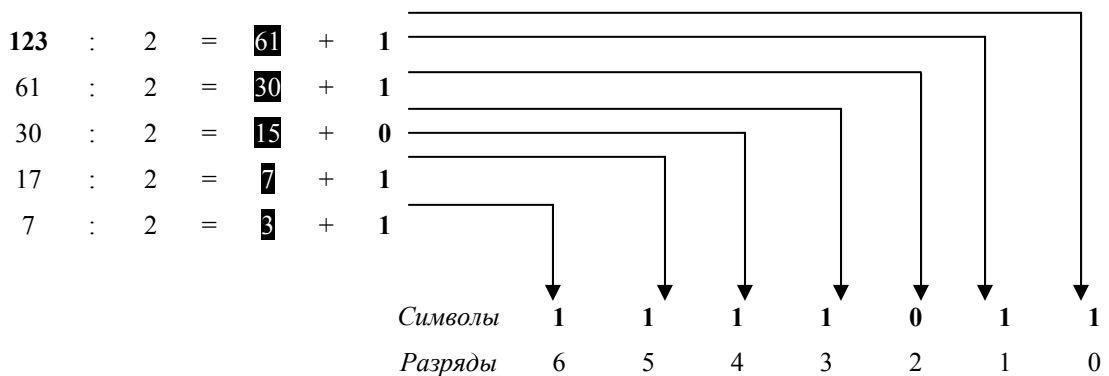 123 : 2 = 61 + 1
61 : 2 = 30 + 1
30 : 2 = 15 + 0
17 : 2 = 7 + 1
7 : 2 = 3 + 1
Символы 1 1 1 1 0 1 1
Разряды 6 5 4 3 2 1 0